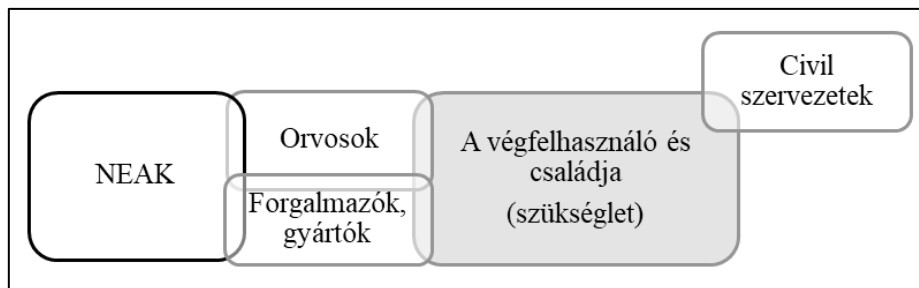 NEAK
Orvosok
Forgalmazók,
gyártók
A végfelhasználó és
családja
(szükséglet)
Civil
szervezetek